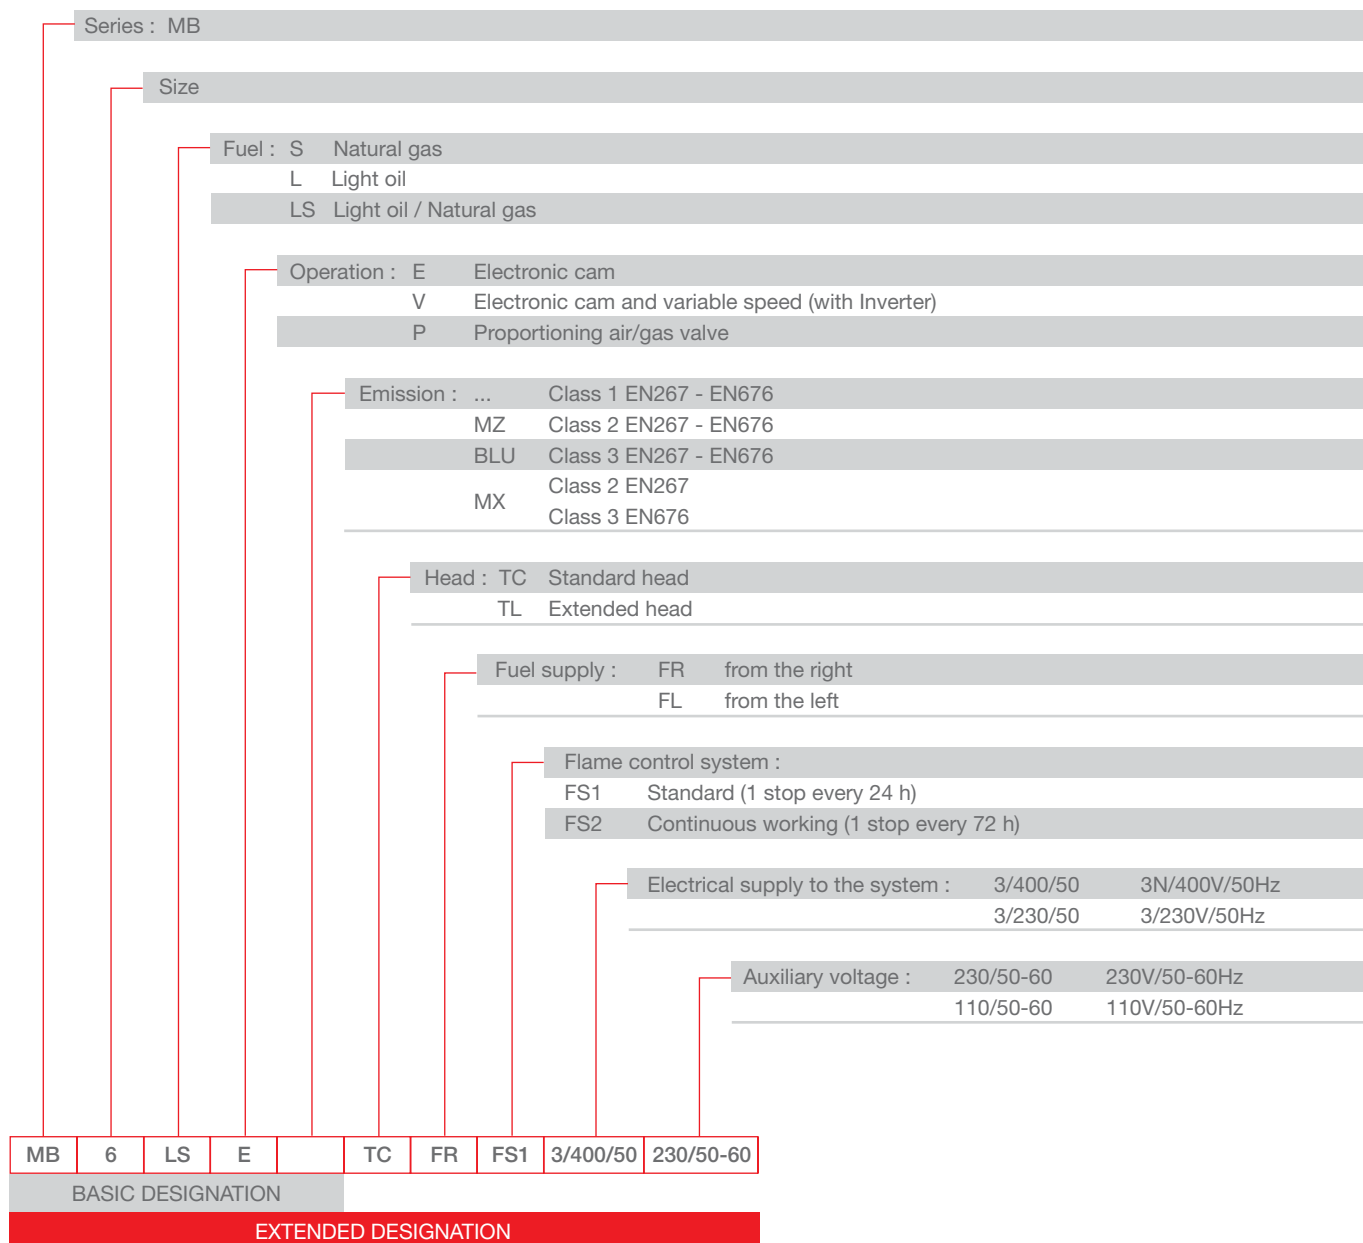 Series : MB
Size
Fuel : S Natural gas
L Light oil
LS Light oil / Natural gas
Operation : E Electronic cam
V Electronic cam and variable speed (with Inverter)
P Proportioning air/gas valve
Emission : ... Class 1 EN267 - EN676
MZ Class 2 EN267 - EN676
BLU Class 3 EN267 - EN676
MX Class 2 EN267
Class 3 EN676
Head : TC Standard head
TL Extended head
Fuel supply : FR from the right
FL from the left
Flame control system :
FS1 Standard (1 stop every 24 h)
FS2 Continuous working (1 stop every 72 h)
Electrical supply to the system : 3/400/50 3N/400V/50Hz
3/230/50 3/230V/50Hz
Auxiliary voltage : 230/50-60 230V/50-60Hz
110/50-60 110V/50-60Hz
MB 6 LS E TC FR FS1 3/400/50 230/50-60
BASIC DESIGNATION
EXTENDED DESIGNATION